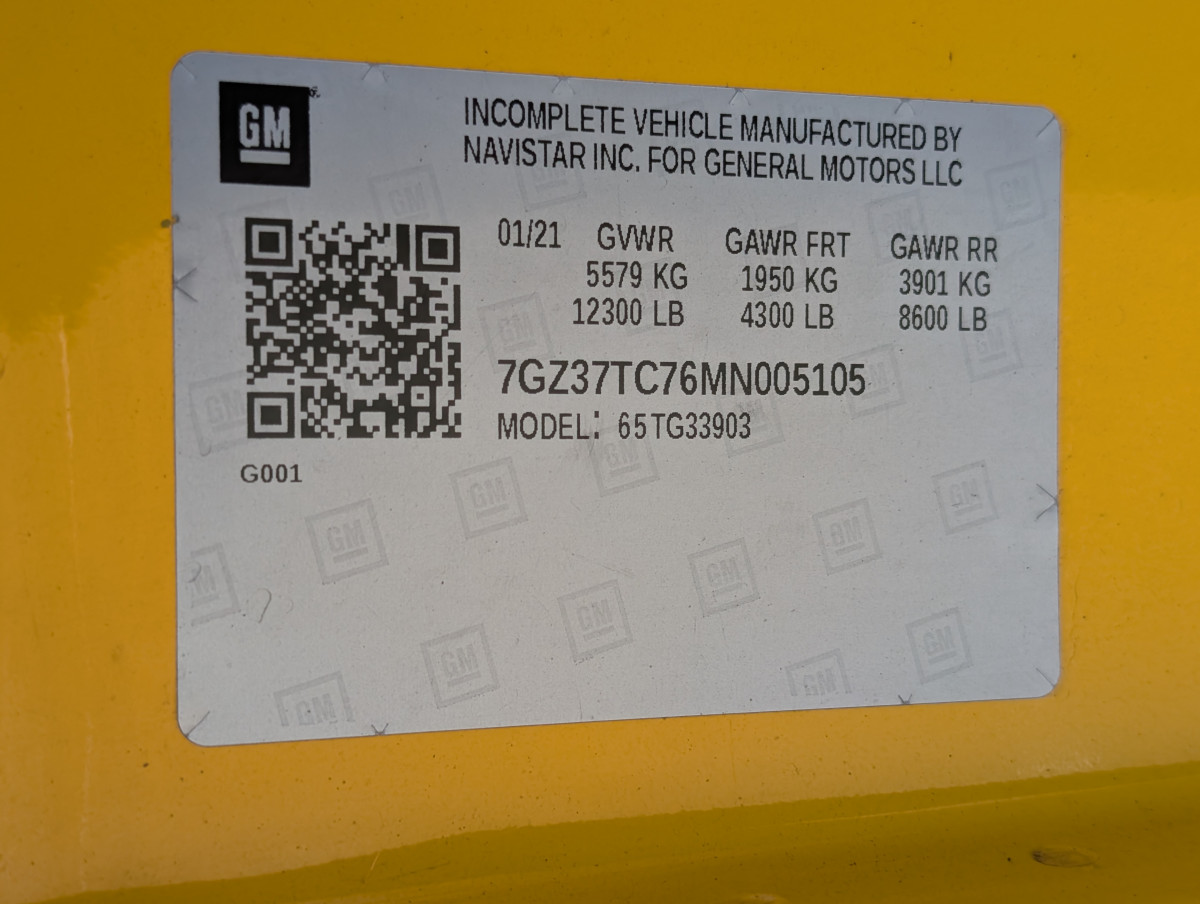 GM
INCOMPLETE VEHICLE MANUFACTURED BY
NAVISTAR INC. FOR GENERAL MOTORS LLC
01/21 GVWR GAWR FRT GAWR RR
5579 KG 1950 KG 3901 KG
12300 LB 4300 LB 8600 LB
7GZ37TC76MN005105
MODEL: 65TG33903
G001